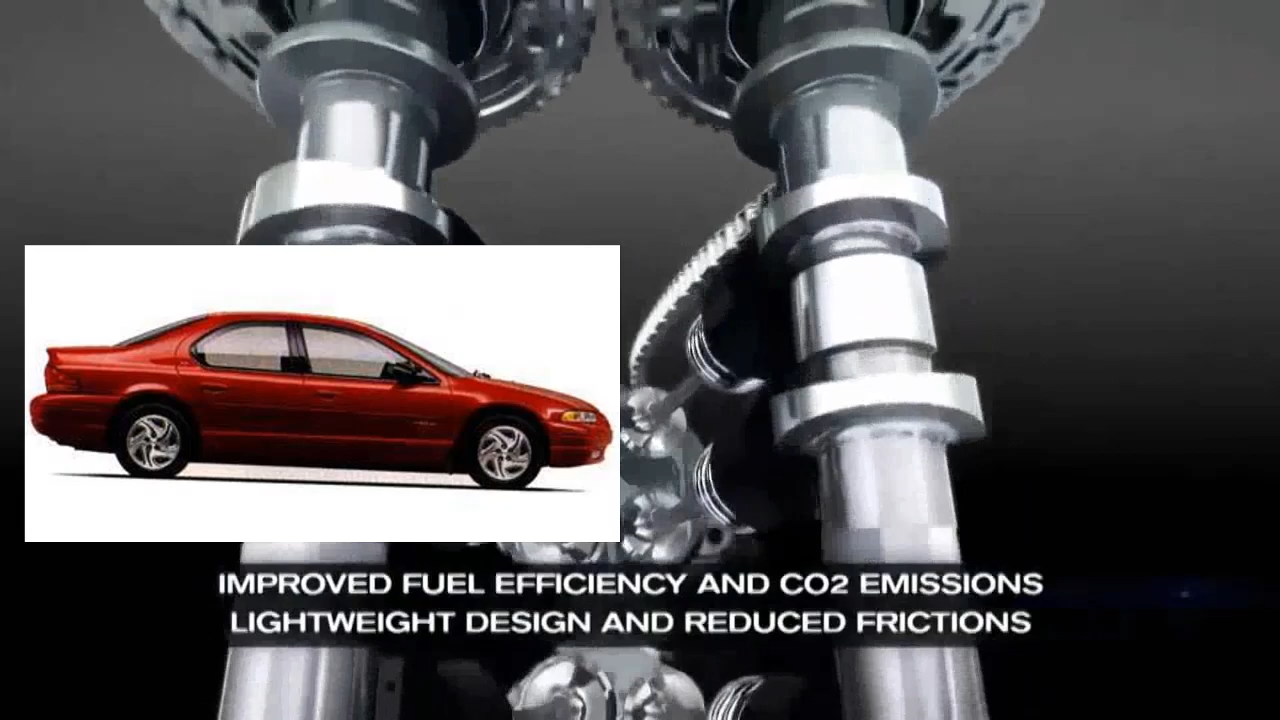 IMPROVED FUEL EFFICIENCY AND CO2 EMISSIONS
LIGHTWEIGHT DESIGN AND REDUCED FRICTIONS